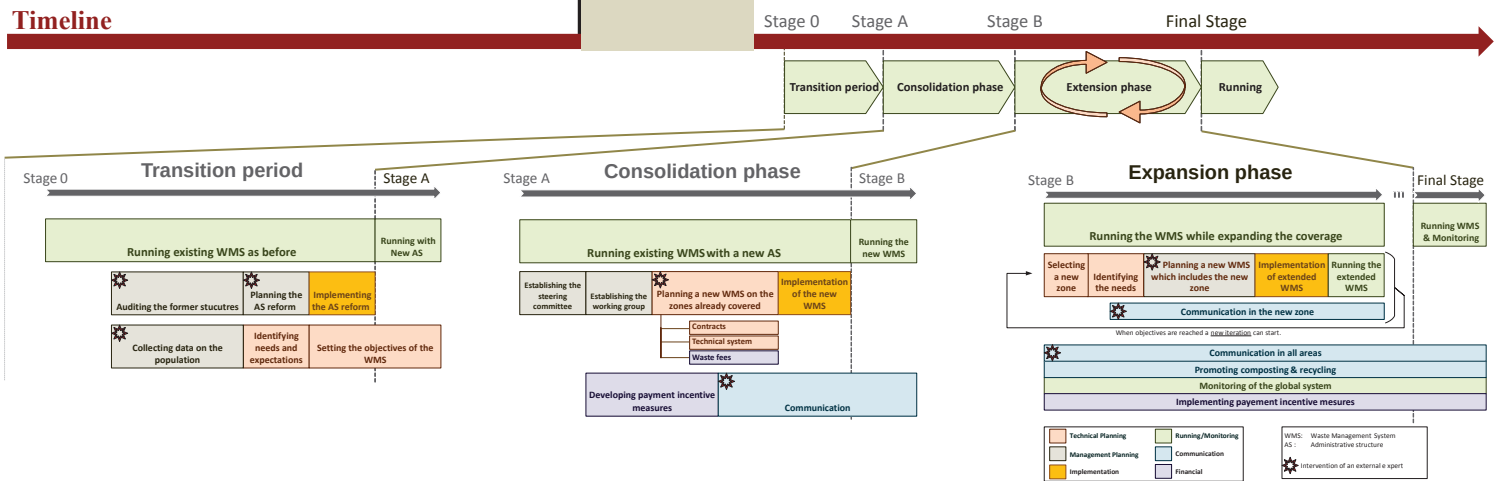 Timeline
Stage 0
Stage A
Stage B
Final Stage
Transition period
Consolidation phase
Extension phase
Running
Transition period
Stage 0
Stage A
Running existing WMS as before
Running with
New AS
Auditing the former stucutres
Planning the
AS reform
Implementing
the AS reform
Collecting data on the
population
Identifying
needs and
expectations
Setting the objectives of the
WMS
Consolidation phase
Stage A
Stage B
Running existing WMS with a new AS
Running the
new WMS
Establishing the
steering
committee
Establishing the
working group
Planning a new WMS on the
zones already covered
Implementation
of the new
WMS
Contracts
Technical system
Waste fees
Developing payment incentive
measures
Communication
Expansion phase
Stage B
Final Stage
Running the WMS while expanding the coverage
Running WMS
& Monitoring
Selecting
a new
zone
Identifying
the needs
Planning a new WMS
which includes the new
zone
Implementation
of extended
WMS
Running the
extended
WMS
Communication in the new zone
When objectives are reached a new iteration can start.
Communication in all areas
Promoting composting & recycling
Monitoring of the global system
Implementing payement incentive mesures
Technical Planning
Running/Monitoring
Management Planning
Communication
Implementation
Financial
WMS: Waste Management System
AS : Administrative structure
Intervention of an external expert